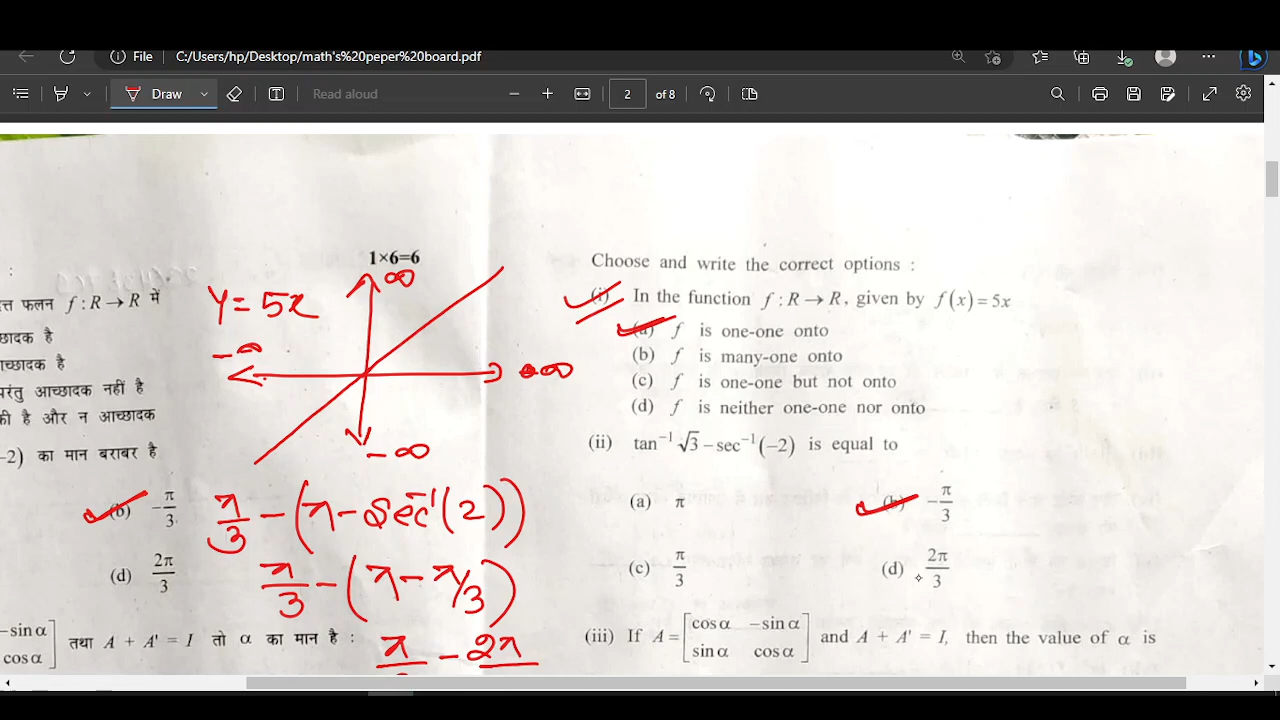 File C:/Users/hp/Desktop/math's%20peper%20board.pdf
Draw Read aloud 2 of 8
1×6=6
:
त्त फलन f : R → R में
छादक है
च्छादक है
परंतु आच्छादक नहीं है
की है और न आच्छादक
-2) का मान बराबर है
(b) -π/3
(d) 2π/3
-sin α
cos α] तथा A + A' = I तो α का मान है :
y = 5x
∞
-∞
∞
-∞
π/3 - (π - sec⁻¹(2))
π/3 - (π - π/3)
π - 2π
Choose and write the correct options :
(i) In the function f : R → R, given by f(x) = 5x
(a) f is one-one onto
(b) f is many-one onto
(c) f is one-one but not onto
(d) f is neither one-one nor onto
(ii) tan⁻¹ √3 – sec⁻¹(–2) is equal to
(a) π (b) -π/3
(c) π/3 (d) 2π/3
(iii) If A = [cos α -sin α
sin α cos α] and A + A' = I, then the value of α is